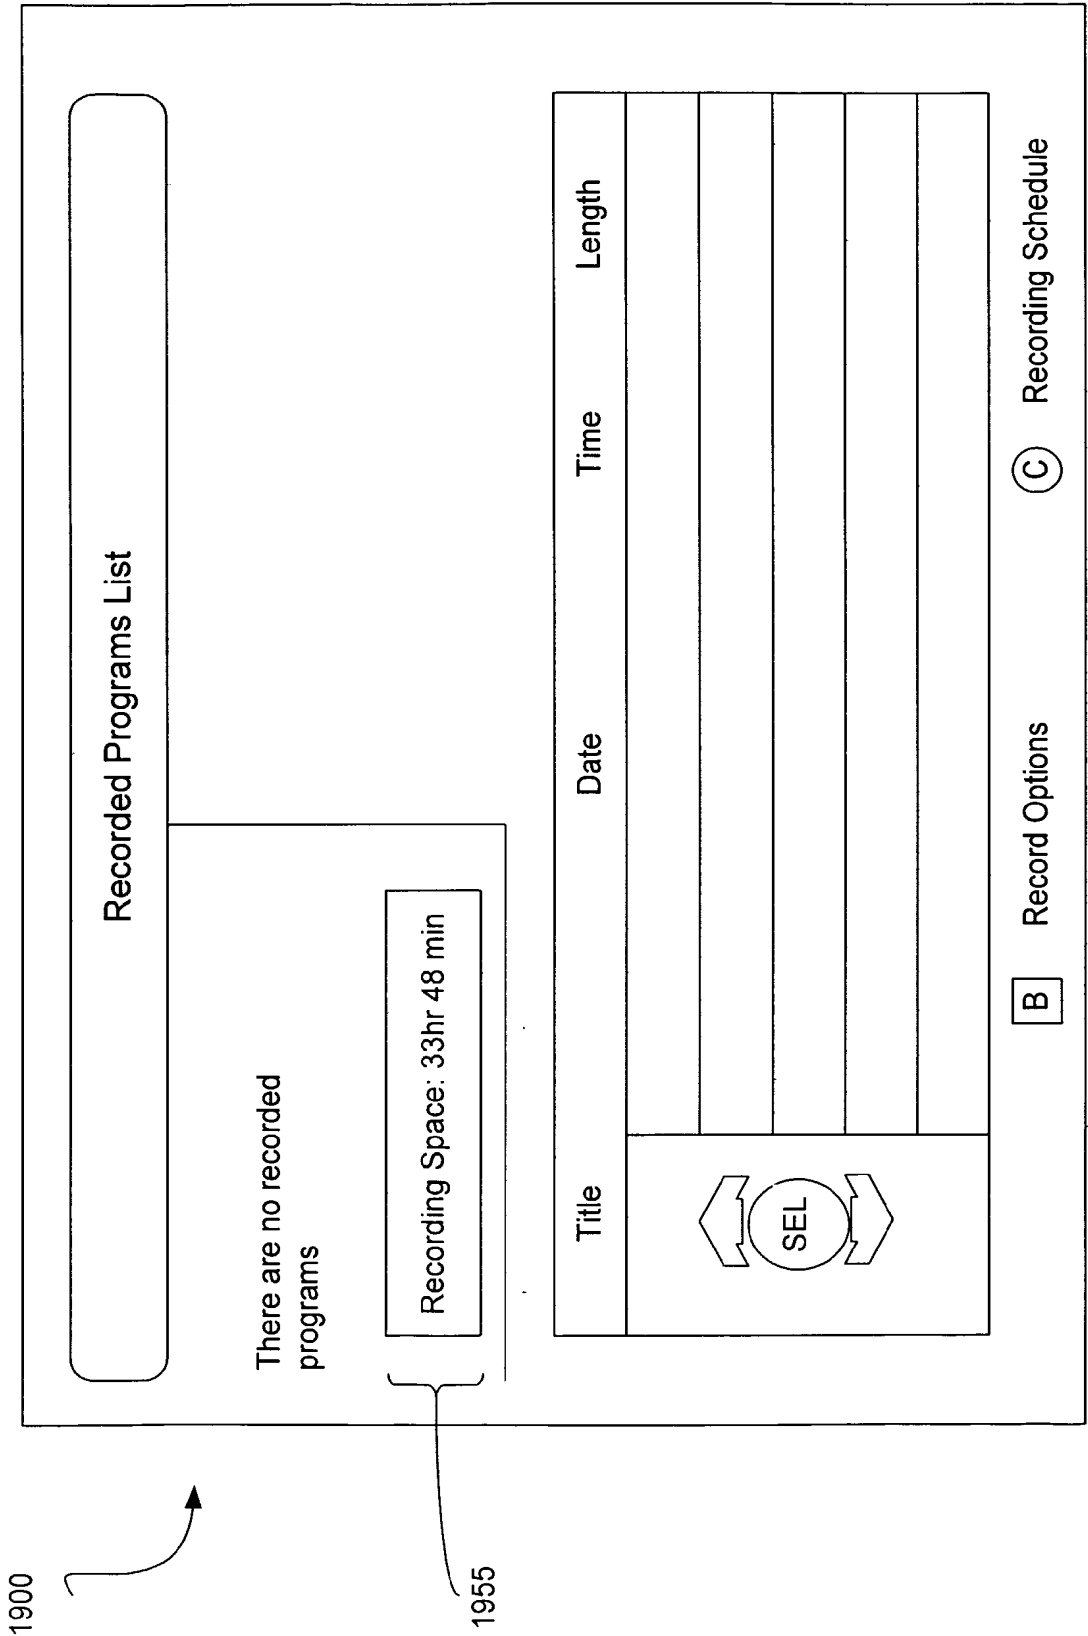 1900
Recorded Programs List
There are no recorded
programs
1955
Recording Space: 33hr 48 min
Title Date Time Length
SEL
B Record Options C Recording Schedule